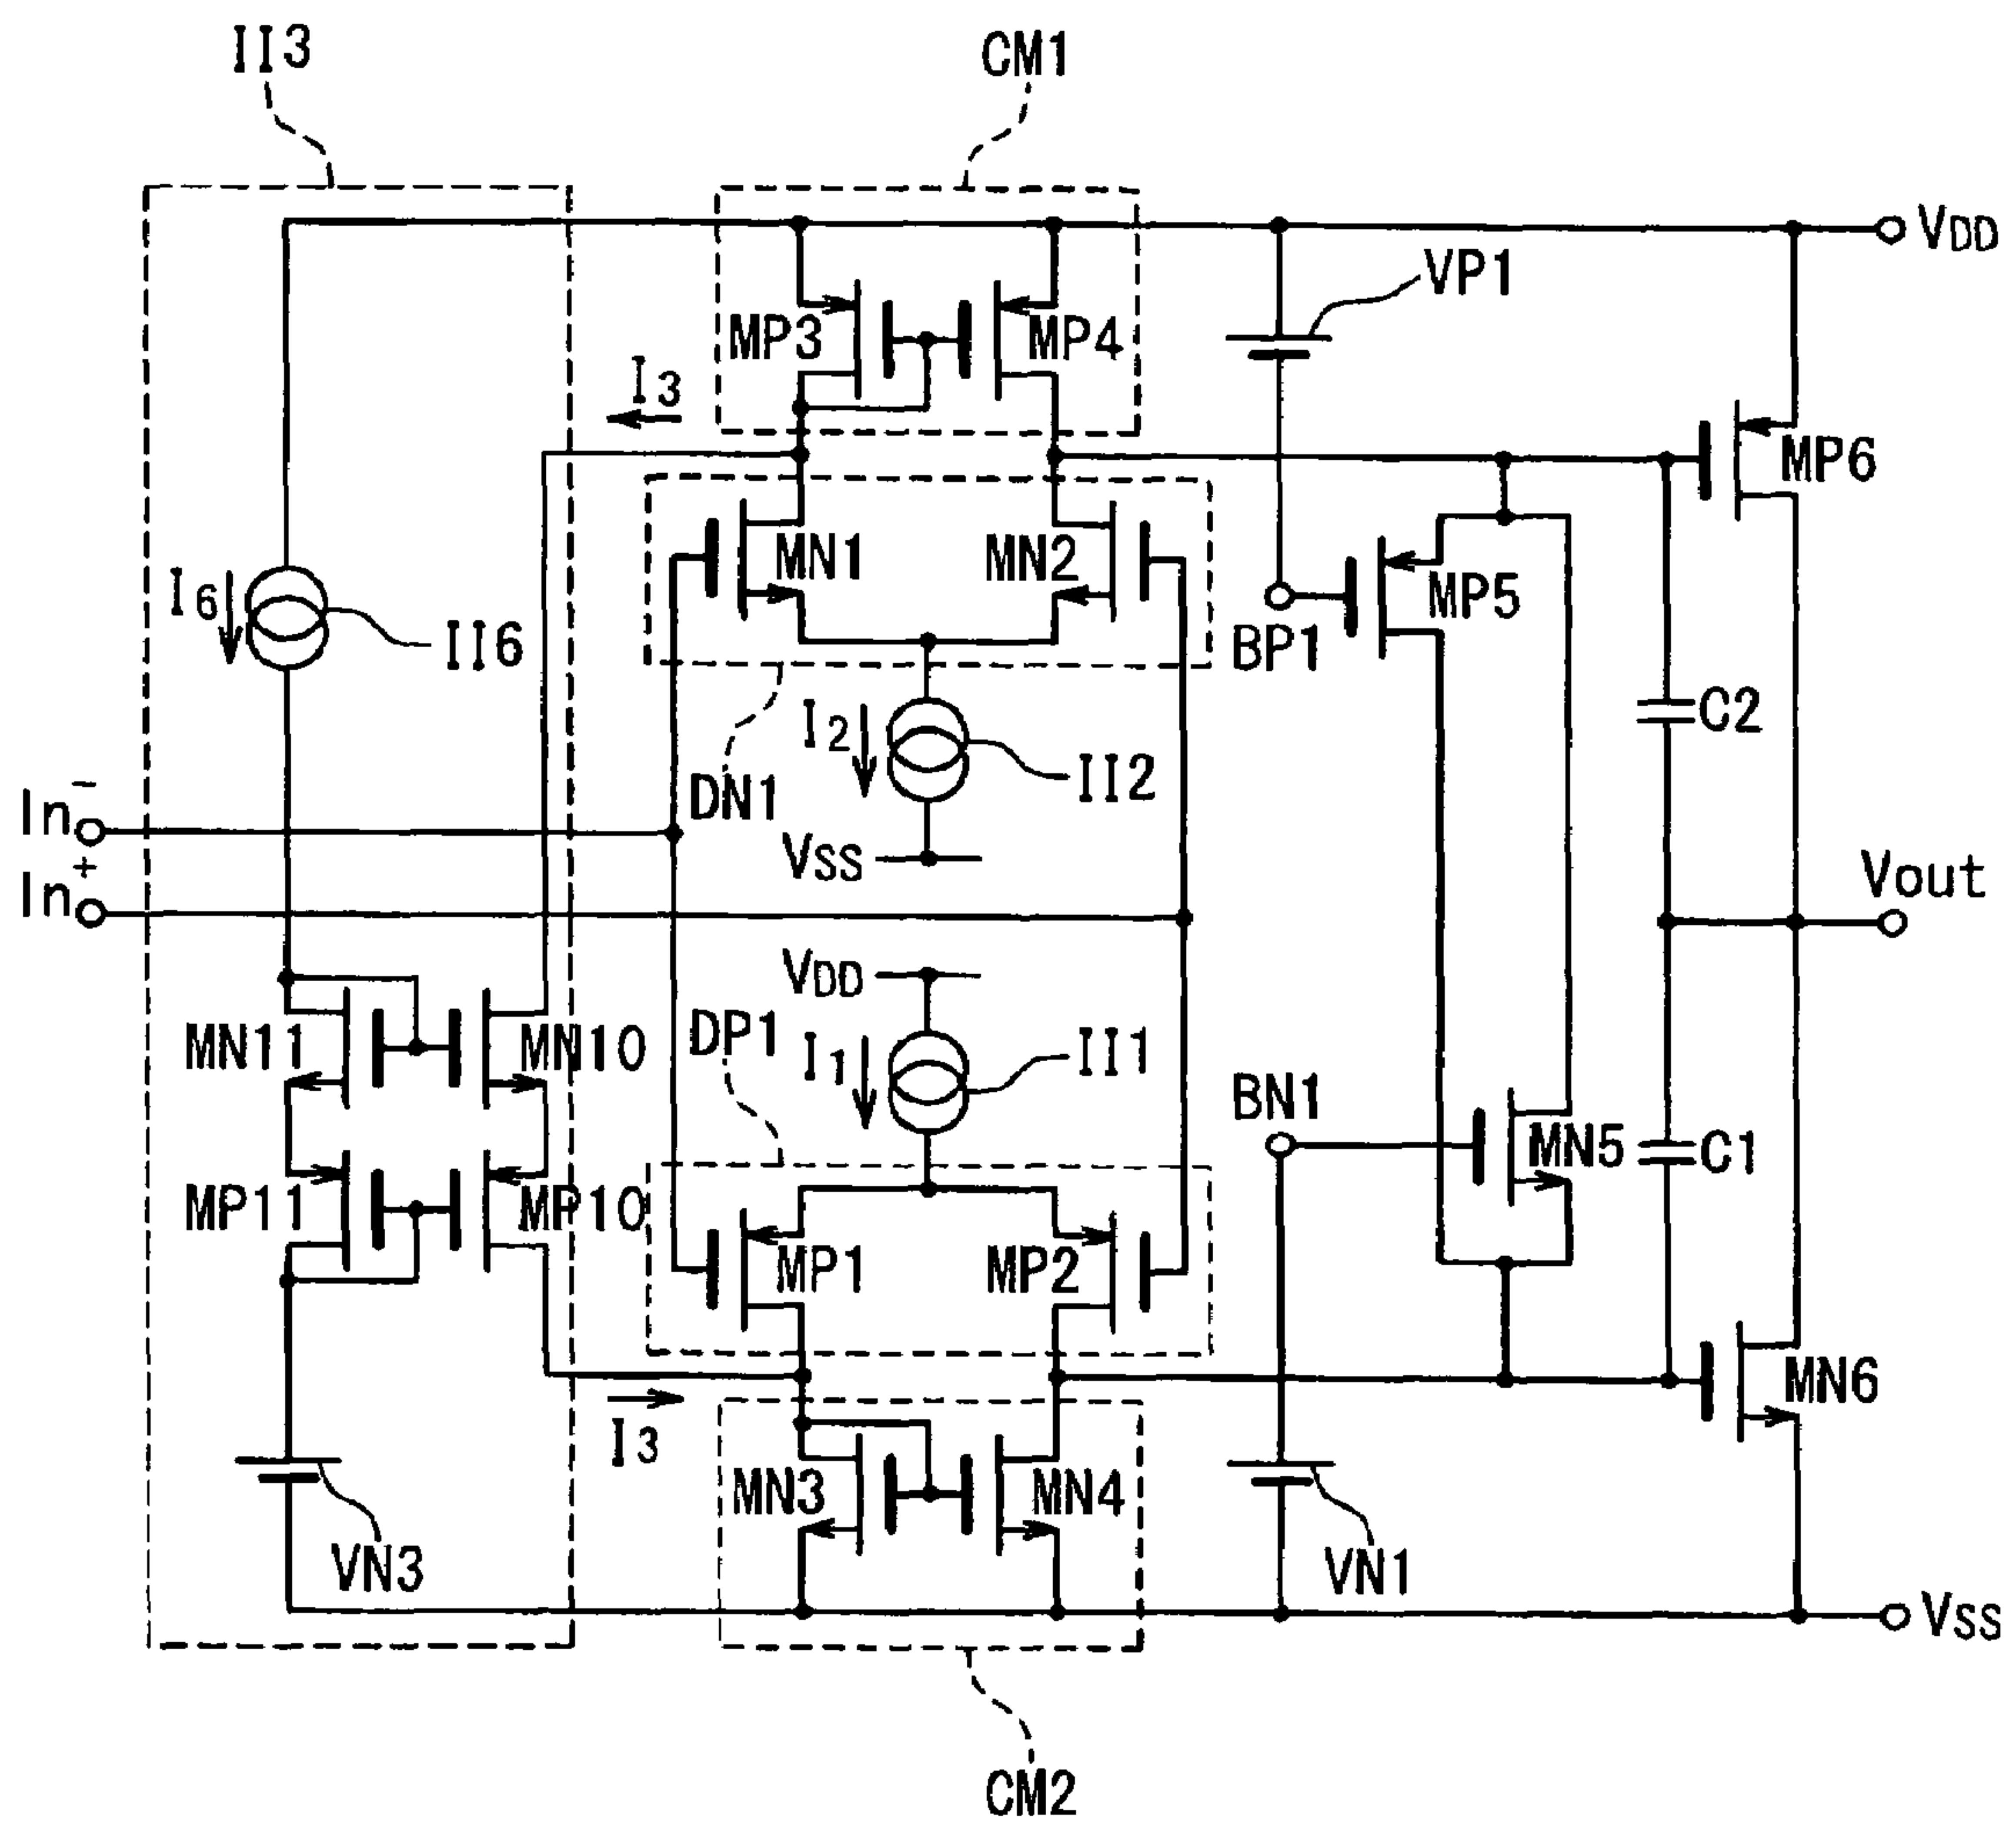 II3
CM1
VDD
VP1
MP3
MP4
I3
MP6
MN1
MN2
MP5
I6
II6
BP1
I2
II2
C2
DN1
In-
VSS
In+
Vout
VDD
DP1
I1
II1
MN11
MN10
BN1
MN5
C1
MP11
MP10
MP1
MP2
MN6
I3
MN3
MN4
VN3
VN1
VSS
CM2